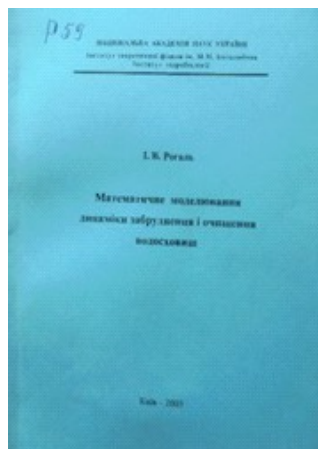 р59
НАЦІОНАЛЬНА АКАДЕМІЯ НАУК УКРАЇНИ
Інститут теоретичної фізики ім. М.М. Боголюбова
Інститут гідробіології
І. В. Рогаль
Математичне моделювання
динаміки забруднення і очищення
водосховищ
Київ – 2005